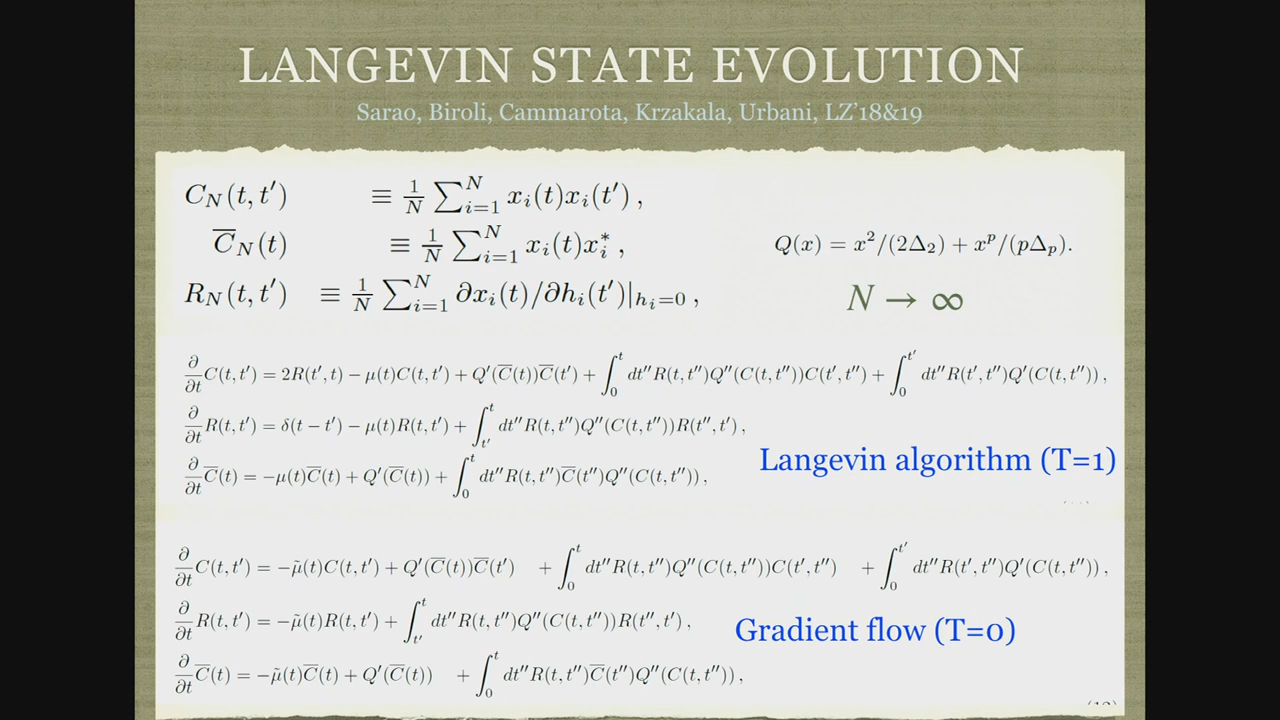 LANGEVIN STATE EVOLUTION
Sarao, Biroli, Cammarota, Krzakala, Urbani, LZ'18&19
C_N(t, t′) ≡ 1/N ∑_{i=1}^N x_i(t)x_i(t′) ,
C̅_N(t) ≡ 1/N ∑_{i=1}^N x_i(t)x_i^* ,
Q(x) = x²/(2Δ₂) + x^p/(pΔ_p).
R_N(t, t′) ≡ 1/N ∑_{i=1}^N ∂x_i(t)/∂h_i(t′)|_{h_i=0} ,
N → ∞
∂/∂t C(t, t′) = 2R(t′, t) − μ(t)C(t, t′) + Q′(C̅(t))C̅(t′) + ∫_0^t dt″R(t, t″)Q″(C(t, t″))C(t′, t″) + ∫_0^{t′} dt″R(t′, t″)Q′(C(t, t″)) ,
∂/∂t R(t, t′) = δ(t − t′) − μ(t)R(t, t′) + ∫_{t′}^t dt″R(t, t″)Q″(C(t, t″))R(t″, t′) ,
Langevin algorithm (T=1)
∂/∂t C̅(t) = −μ(t)C̅(t) + Q′(C̅(t)) + ∫_0^t dt″R(t, t″)C̅(t″)Q″(C(t, t″)) ,
∂/∂t C(t, t′) = −μ̃(t)C(t, t′) + Q′(C̅(t))C̅(t′) + ∫_0^t dt″R(t, t″)Q″(C(t, t″))C(t′, t″) + ∫_0^{t′} dt″R(t′, t″)Q′(C(t, t″)) ,
∂/∂t R(t, t′) = −μ̃(t)R(t, t′) + ∫_{t′}^t dt″R(t, t″)Q″(C(t, t″))R(t″, t′) ,
Gradient flow (T=0)
∂/∂t C̅(t) = −μ̃(t)C̅(t) + Q′(C̅(t)) + ∫_0^t dt″R(t, t″)C̅(t″)Q″(C(t, t″)) ,